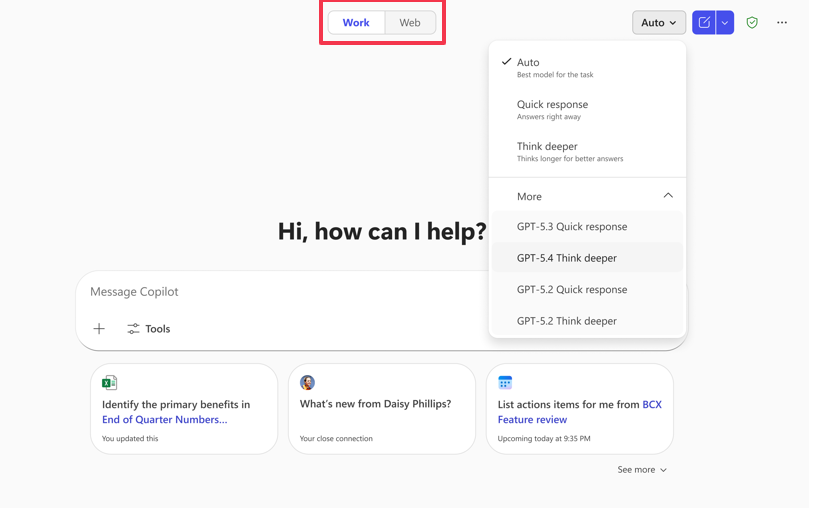 Work
Web
Auto
Auto
Best model for the task
Quick response
Answers right away
Think deeper
Thinks longer for better answers
More
GPT-5.3 Quick response
GPT-5.4 Think deeper
GPT-5.2 Quick response
GPT-5.2 Think deeper
Hi, how can I help?
Message Copilot
Tools
Identify the primary benefits in
End of Quarter Numbers...
You updated this
What's new from Daisy Phillips?
Your close connection
List actions items for me from BCX
Feature review
Upcoming today at 9:35 PM
See more